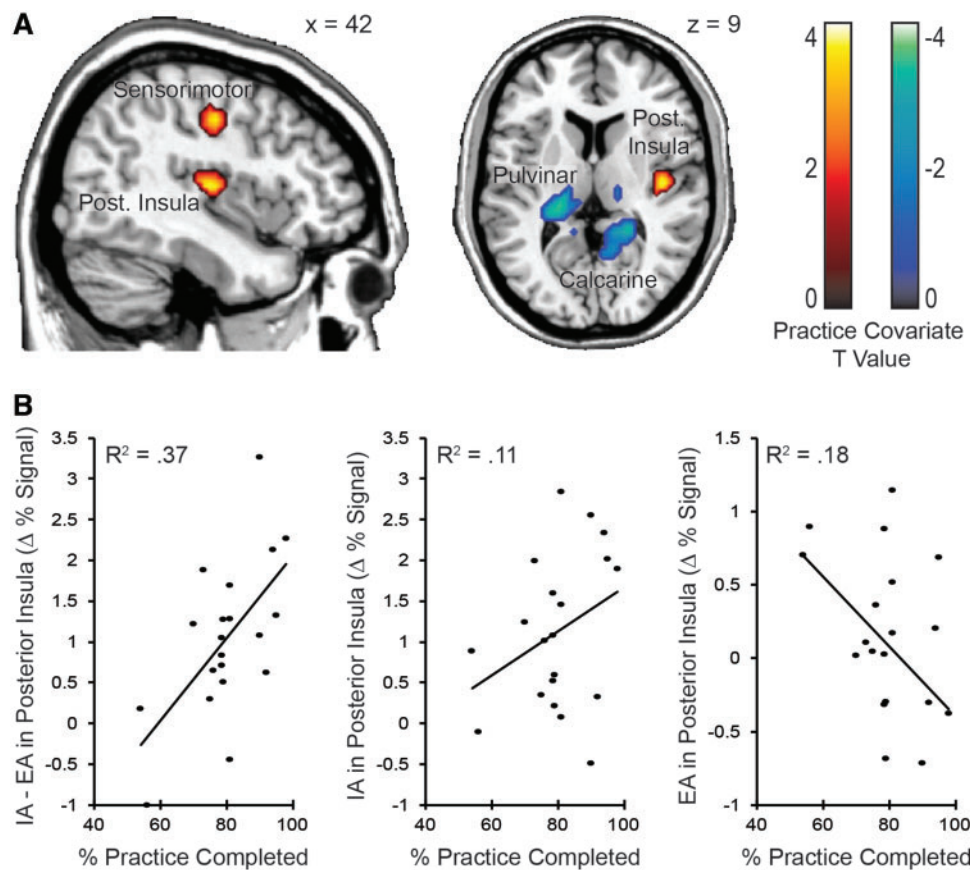 A
x = 42
z = 9
Sensorimotor
Post. Insula
Post.
Insula
Pulvinar
Calcarine
4
2
0
-4
-2
-0
Practice Covariate
T Value
B
IA - EA in Posterior Insula (Δ % Signal)
3.5
3
2.5
2
1.5
1
0.5
0
-0.5
-1
R² = .37
40 60 80 100
% Practice Completed
IA in Posterior Insula (Δ % Signal)
3.5
3
2.5
2
1.5
1
0.5
0
-0.5
-1
R² = .11
40 60 80 100
% Practice Completed
EA in Posterior Insula (Δ % Signal)
1.5
1
0.5
0
-0.5
-1
R² = .18
40 60 80 100
% Practice Completed